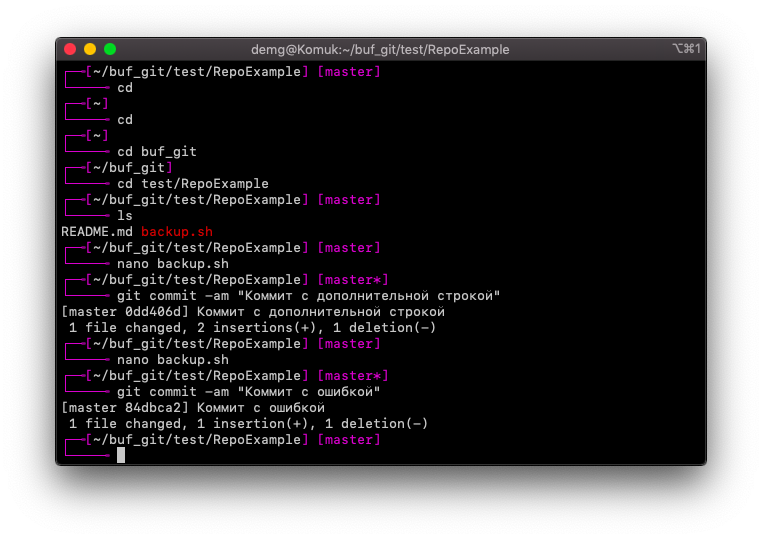 demg@Komuk:~/buf_git/test/RepoExample
⌥⌘1
[~/buf_git/test/RepoExample] [master]
cd
[~]
cd
[~]
cd buf_git
[~/buf_git]
cd test/RepoExample
[~/buf_git/test/RepoExample] [master]
ls
README.md backup.sh
[~/buf_git/test/RepoExample] [master]
nano backup.sh
[~/buf_git/test/RepoExample] [master*]
git commit -am "Коммит с дополнительной строкой"
[master 0dd406d] Коммит с дополнительной строкой
1 file changed, 2 insertions(+), 1 deletion(-)
[~/buf_git/test/RepoExample] [master]
nano backup.sh
[~/buf_git/test/RepoExample] [master*]
git commit -am "Коммит с ошибкой"
[master 84dbca2] Коммит с ошибкой
1 file changed, 1 insertion(+), 1 deletion(-)
[~/buf_git/test/RepoExample] [master]